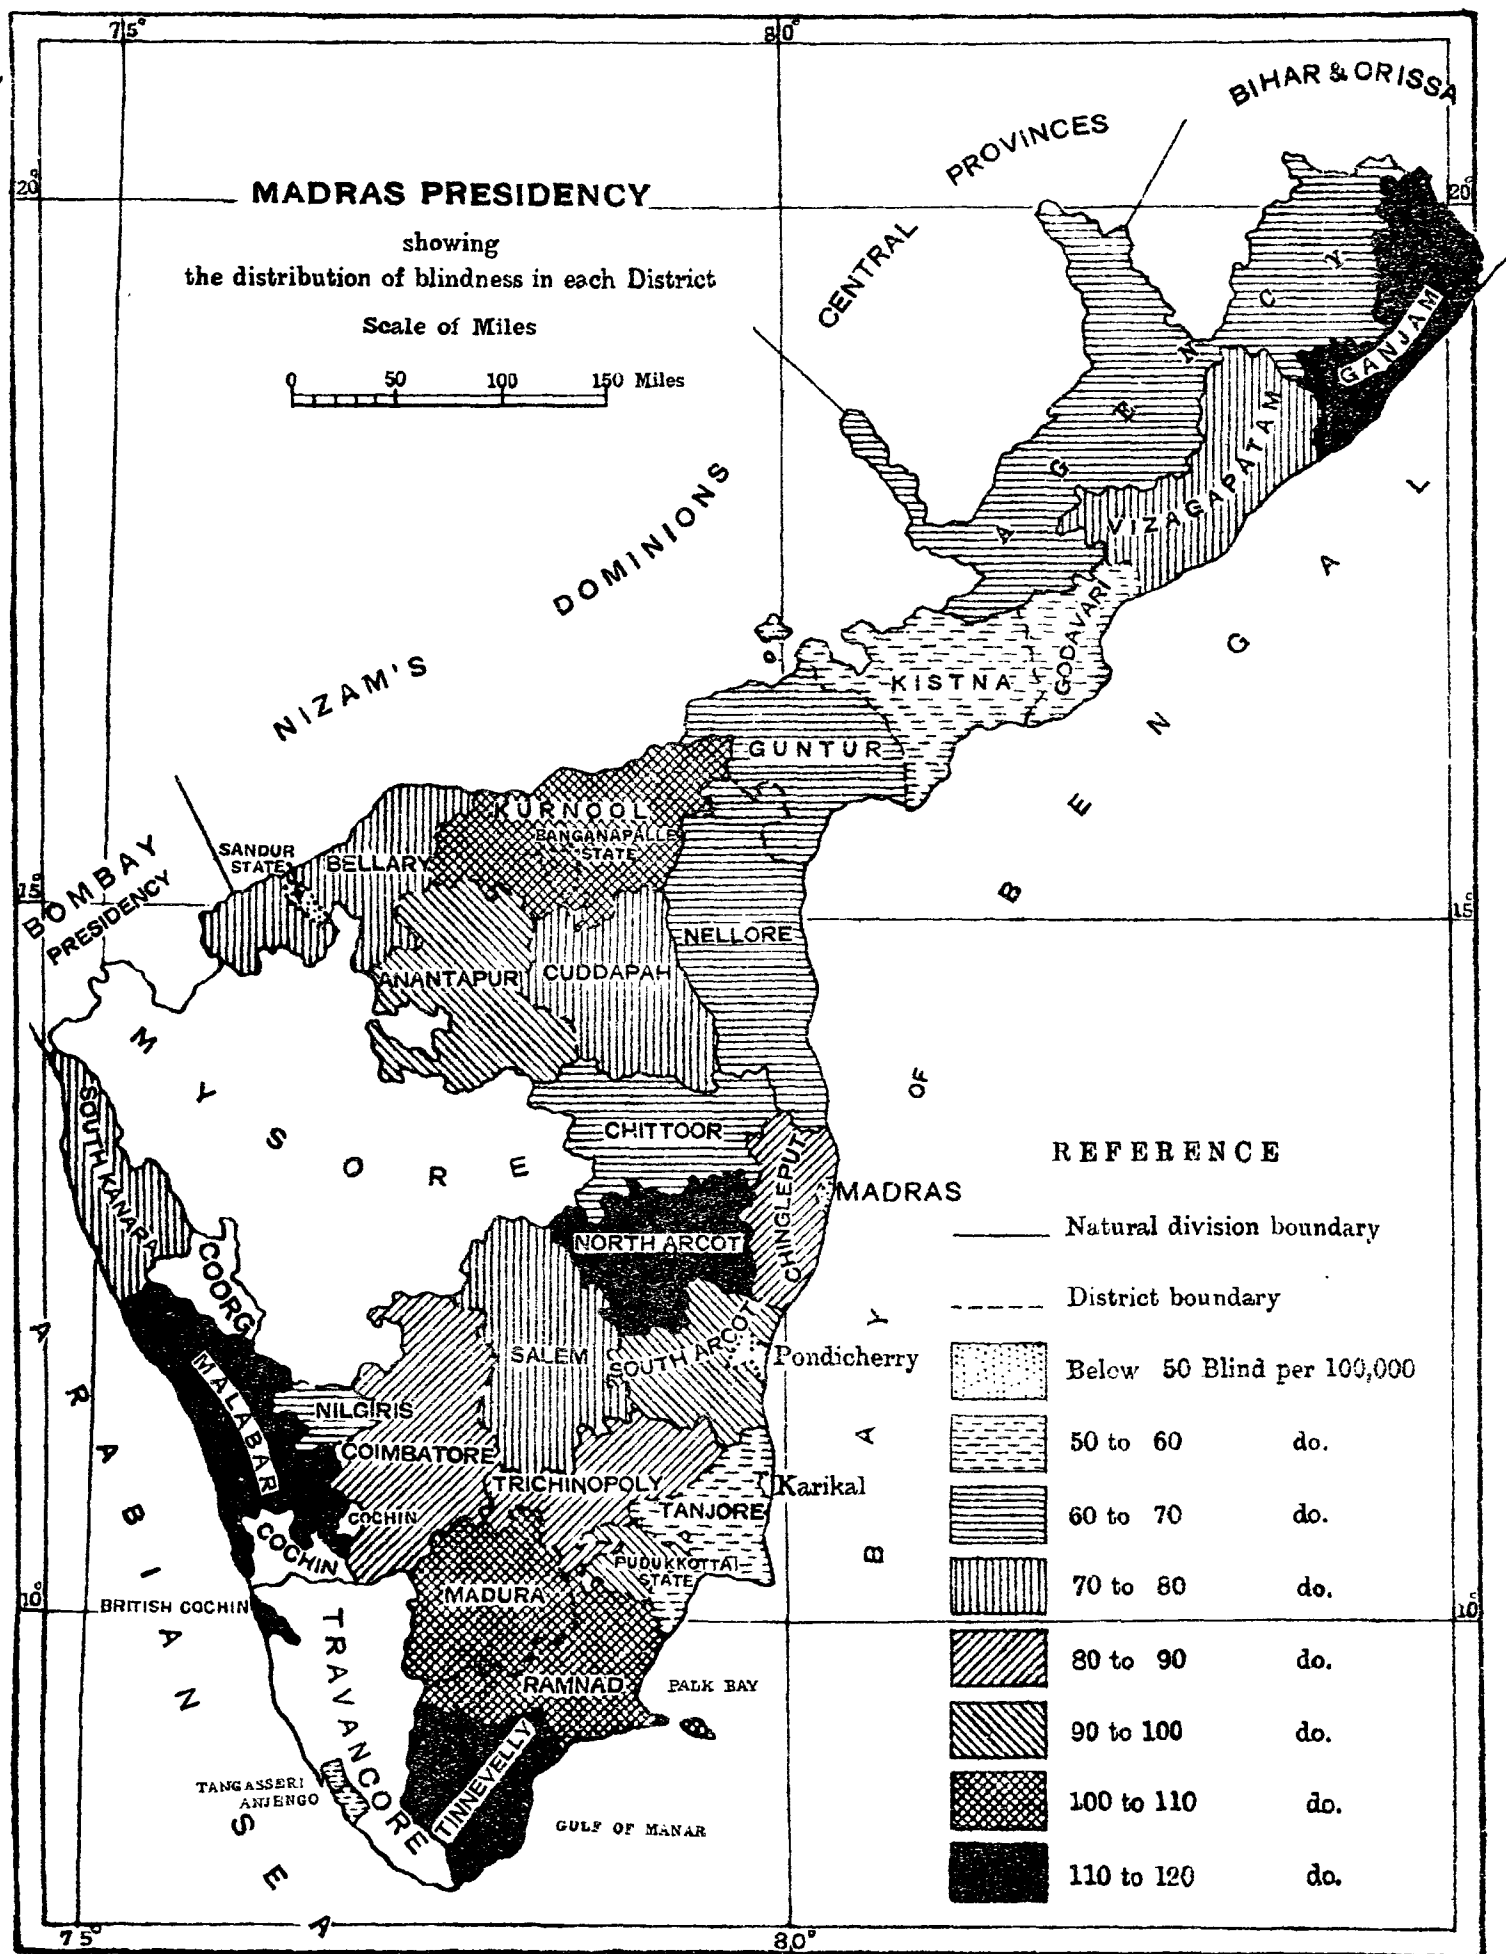 75°
80°
BIHAR & ORISSA
PROVINCES
CENTRAL
20°
20°
MADRAS PRESIDENCY
showing
the distribution of blindness in each District
Scale of Miles
0 50 100 150 Miles
AGENCY
GANJAM
VIZAGAPATAM
GODAVARI
KISTNA
GUNTUR
NIZAM'S DOMINIONS
BOMBAY
PRESIDENCY
SANDUR
STATE
BELLARY
KURNOOL
BANGANAPALLE
STATE
15°
15°
NELLORE
ANANTAPUR
CUDDAPAH
MYSORE
CHITTOOR
CHINGLEPUT
MADRAS
NORTH ARCOT
SOUTH KANARA
COORG
MALABAR
SALEM
SOUTH ARCOT
Pondicherry
NILGIRIS
COIMBATORE
TRICHINOPOLY
Karikal
TANJORE
COCHIN
COCHIN
PUDUKKOTTAI
STATE
MADURA
BRITISH COCHIN
10°
10°
TRAVANCORE
RAMNAD
PALK BAY
TINNEVELLY
TANGASSERI
ANJENGO
GULF OF MANAR
ARABIAN SEA
BAY OF BENGAL
REFERENCE
Natural division boundary
District boundary
Below 50 Blind per 100,000
50 to 60 do.
60 to 70 do.
70 to 80 do.
80 to 90 do.
90 to 100 do.
100 to 110 do.
110 to 120 do.
75°
80°